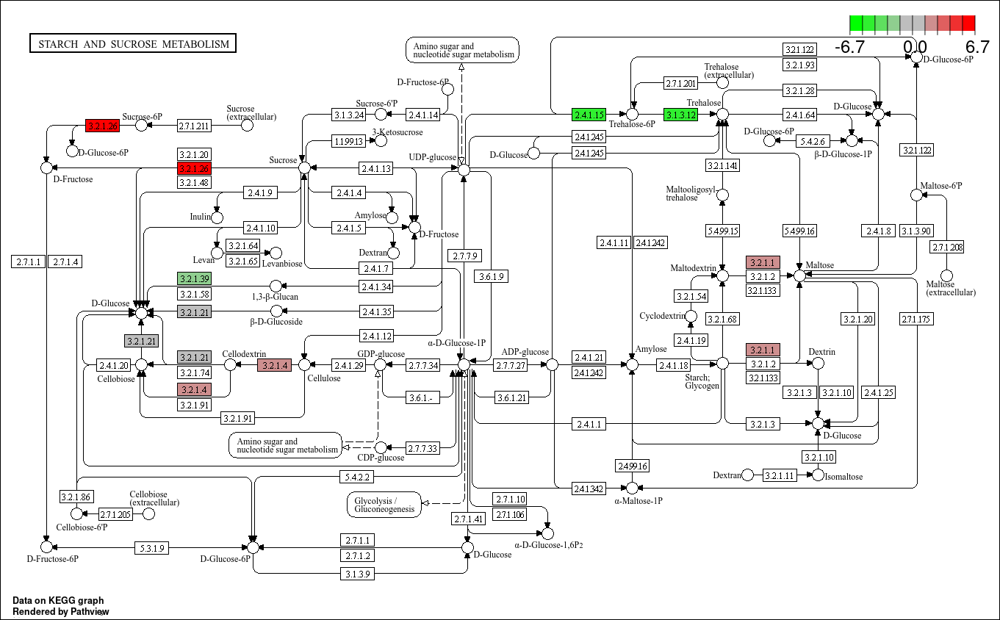 STARCH AND SUCROSE METABOLISM
-6.7 0.0 6.7
Amino sugar and
nucleotide sugar metabolism
3.2.1.122
D-Glucose-6P
3.2.1.93
Trehalose
(extracellular)
2.7.1.201
D-Fructose-6P
3.2.1.28
Sucrose
(extracellular)
Sucrose-6'P
Trehalose
D-Glucose
Sucrose-6P
3.1.3.24
2.4.1.14
2.4.1.15
3.1.3.12
2.4.1.64
3.2.1.26
2.7.1.211
Trehalose-6P
3-Ketosucrose
1.1.99.13
2.4.1.245
D-Glucose-6P
5.4.2.6
D-Glucose-6P
3.2.1.20
D-Glucose
2.4.1.245
β-D-Glucose-1P
3.2.1.122
Sucrose
UDP-glucose
3.2.1.26
2.4.1.13
3.2.1.141
D-Fructose
3.2.1.48
Maltose-6'P
2.4.1.9
2.4.1.4
Maltooligosyl-
trehalose
Inulin
Amylose
2.4.1.10
2.4.1.5
D-Fructose
5.4.99.15
5.4.99.16
2.4.1.8
3.1.3.90
3.2.1.64
2.4.1.11
2.4.1.242
2.7.1.208
Levan
3.2.1.65
Levanbiose
Dextran
2.7.7.9
2.7.1.1
2.7.1.4
2.4.1.7
Maltodextrin
3.2.1.1
Maltose
3.2.1.39
3.6.1.9
3.2.1.2
3.2.1.58
1,3-β-Glucan
2.4.1.34
3.2.1.133
Maltose
(extracellular)
3.2.1.54
D-Glucose
3.2.1.21
β-D-Glucoside
2.4.1.35
Cyclodextrin
3.2.1.68
3.2.1.20
2.7.1.175
3.2.1.21
2.4.1.12
α-D-Glucose-1P
2.4.1.19
Cellodextrin
GDP-glucose
ADP-glucose
Amylose
3.2.1.1
Dextrin
3.2.1.21
2.4.1.21
2.4.1.20
3.2.1.4
2.4.1.29
2.7.7.34
2.7.7.27
2.4.1.18
3.2.1.2
3.2.1.74
2.4.1.242
3.2.1.133
Cellobiose
Cellulose
Starch;
Glycogen
3.2.1.4
3.6.1.-
3.6.1.21
3.2.1.3
3.2.1.10
2.4.1.25
3.2.1.91
3.2.1.91
2.4.1.1
3.2.1.3
D-Glucose
Amino sugar and
nucleotide sugar metabolism
2.7.7.33
CDP-glucose
3.2.1.10
2.4.99.16
5.4.2.2
Dextran
3.2.1.11
Isomaltose
2.4.1.342
α-Maltose-1P
3.2.1.86
Cellobiose
(extracellular)
Glycolysis /
Gluconeogenesis
2.7.1.10
2.7.1.205
2.7.1.106
Cellobiose-6'P
2.7.1.41
α-D-Glucose-1,6P2
2.7.1.1
5.3.1.9
2.7.1.2
D-Fructose-6P
D-Glucose-6P
D-Glucose
3.1.3.9
Data on KEGG graph
Rendered by Pathview